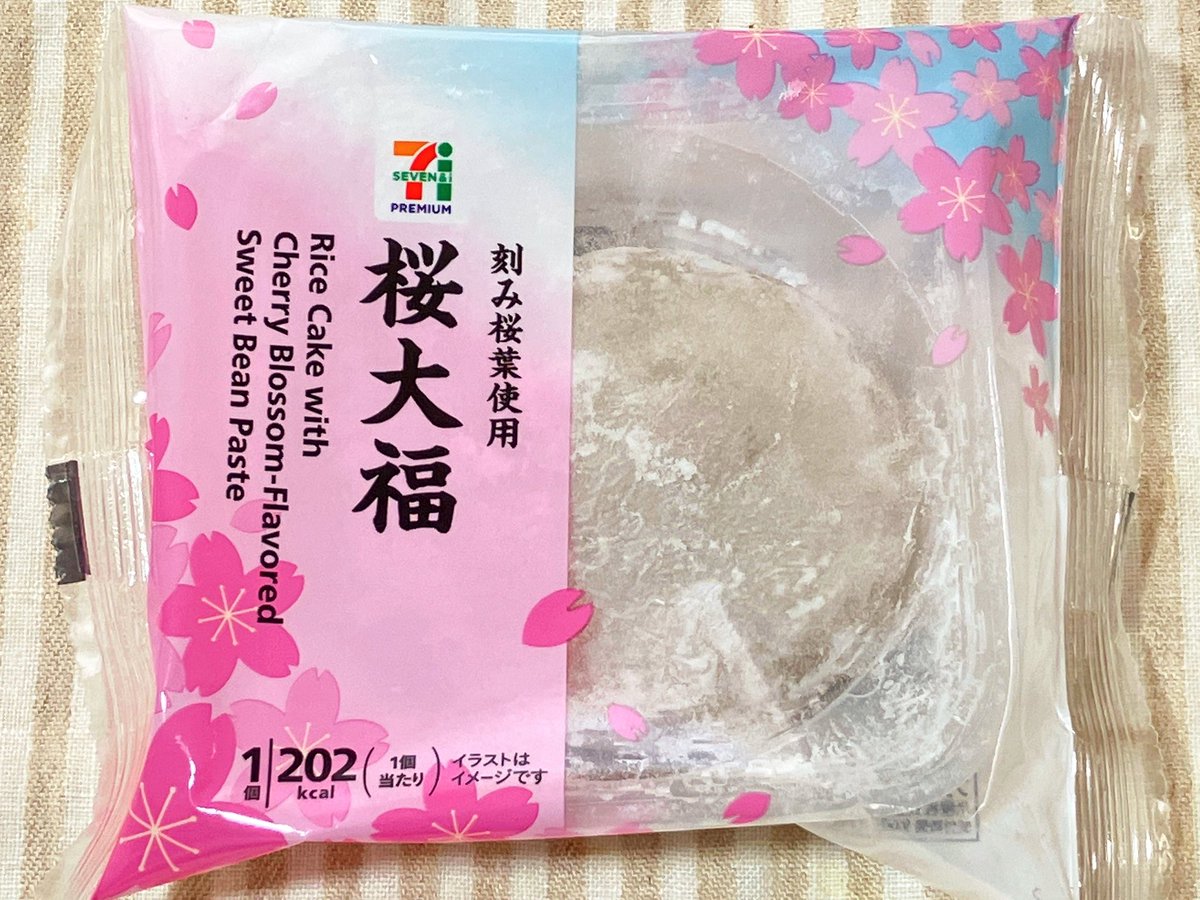 SEVEN&i
PREMIUM
刻み桜葉使用
桜大福
Rice Cake with
Cherry Blossom-Flavored
Sweet Bean Paste
1個
202
kcal
(1個
当たり)
イラストは
イメージです